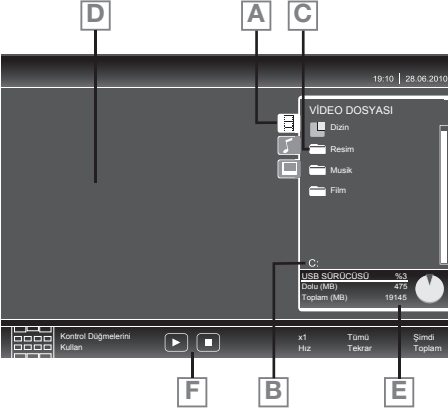 D A C
19:10 28.06.2010
VİDEO DOSYASI
Dizin
Resim
Musik
Film
C:
USB SÜRÜCÜSÜ %3
Dolu (MB) 475
Toplam (MB) 19145
Kontrol Düğmelerini
Kullan
x1 Tümü Şimdi
Hız Tekrar Toplam
F B E